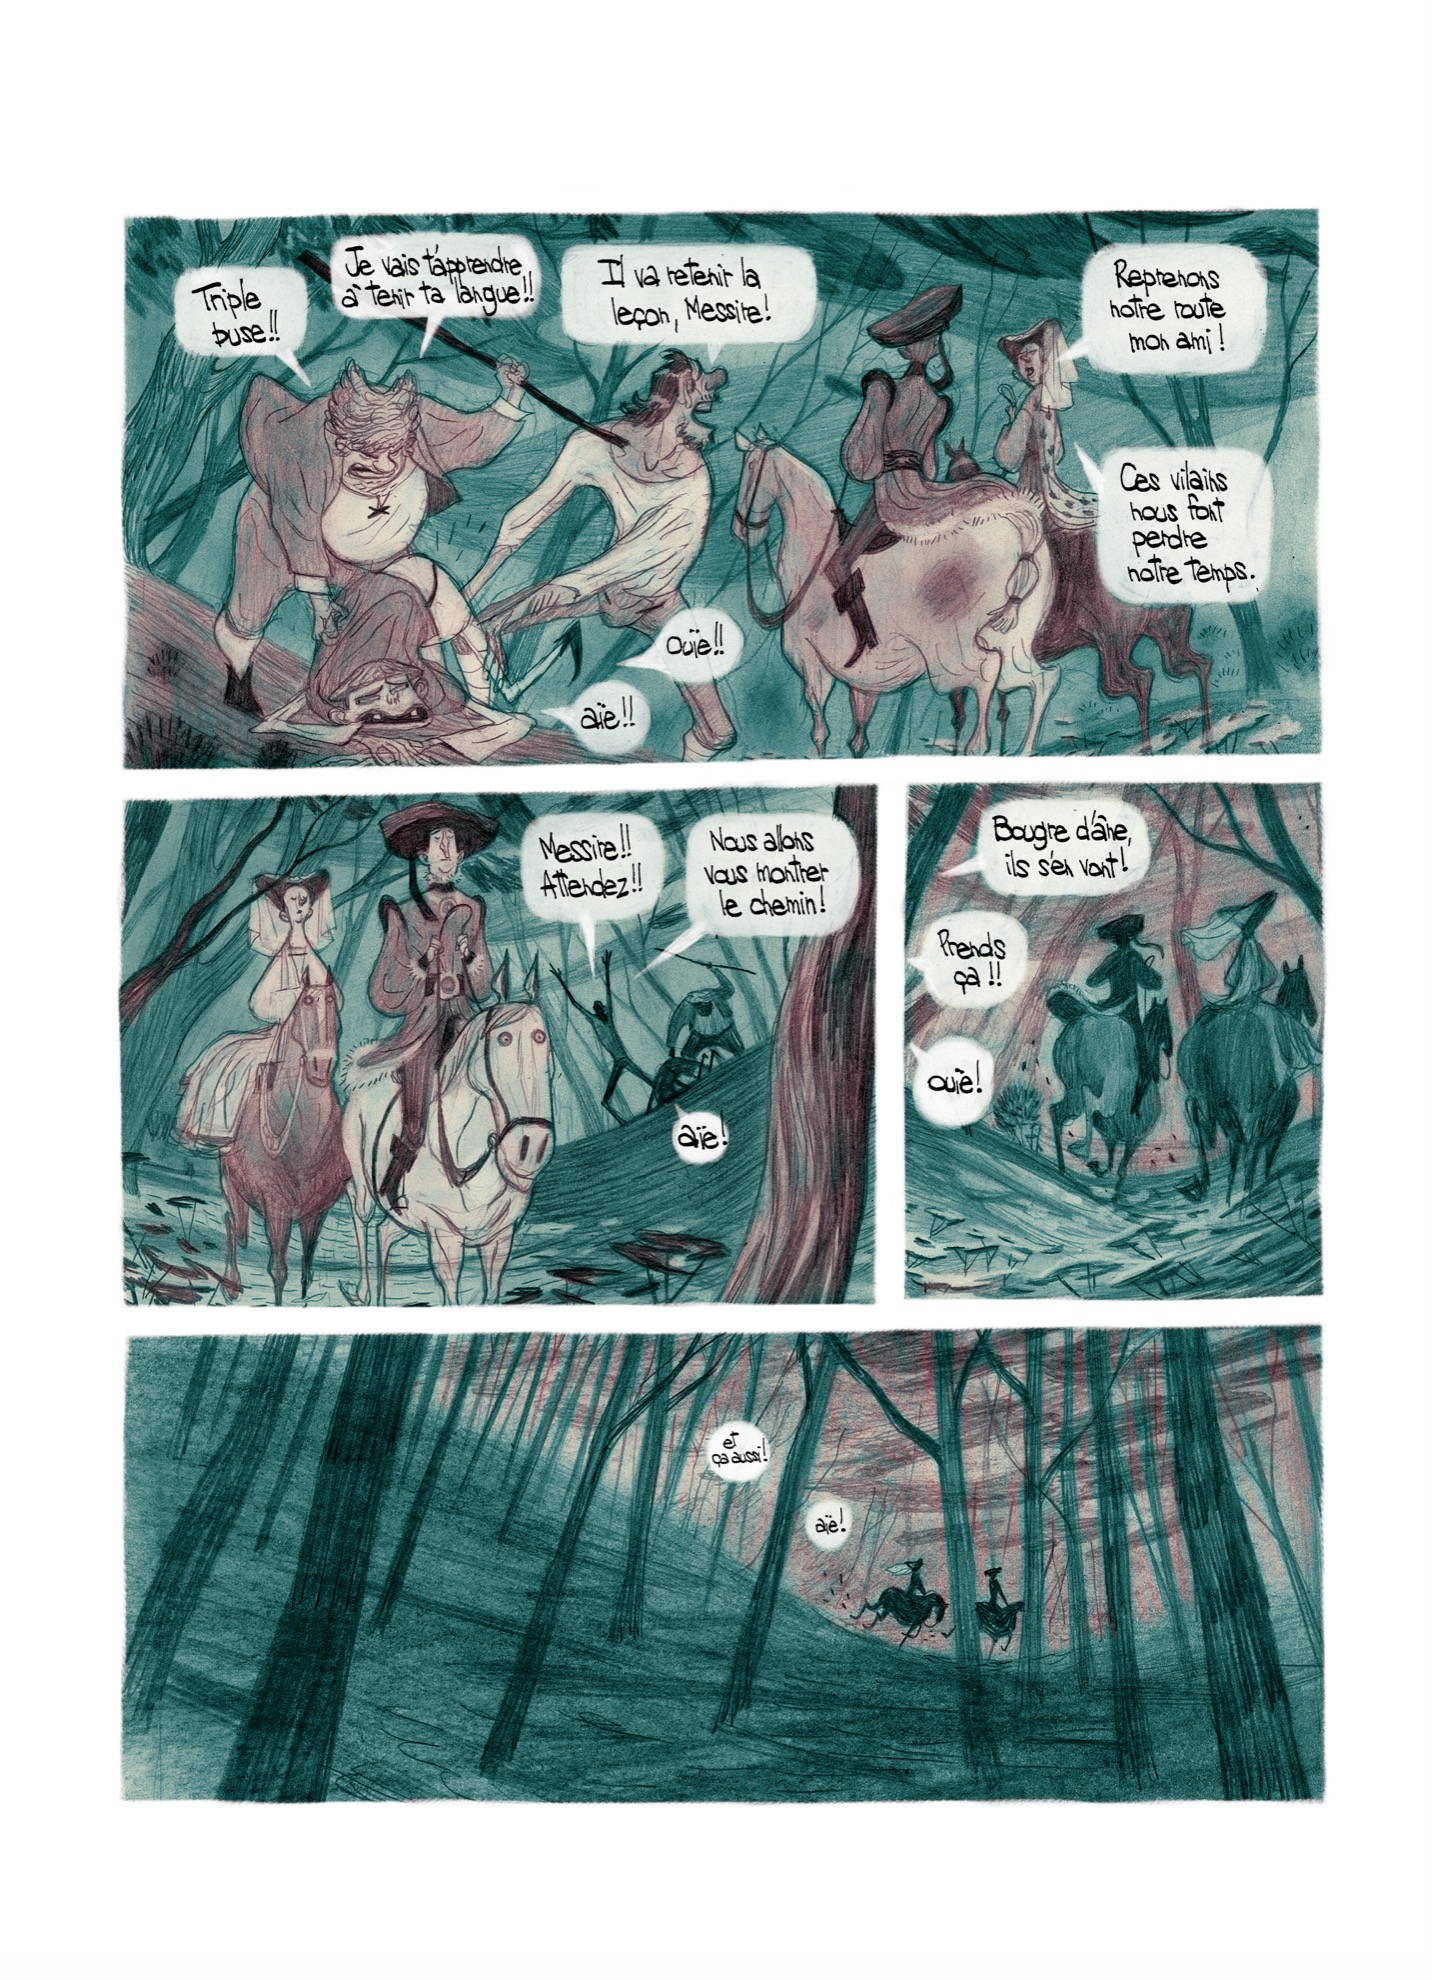 Triple
buse!!
Je vais t'apprendre
à tenir ta langue!!
Il va retenir la
leçon, Messire!
Reprenons
notre route
mon ami!
Ces vilains
nous font
perdre
notre temps.
Ouïe!!
aïe!!
Messire!!
Attendez!!
Nous allons
vous montrer
le chemin!
aïe!
Bougre d'âne,
ils s'en vont!
Prends
ça!!
ouïe!
et
ça aussi!
aïe!